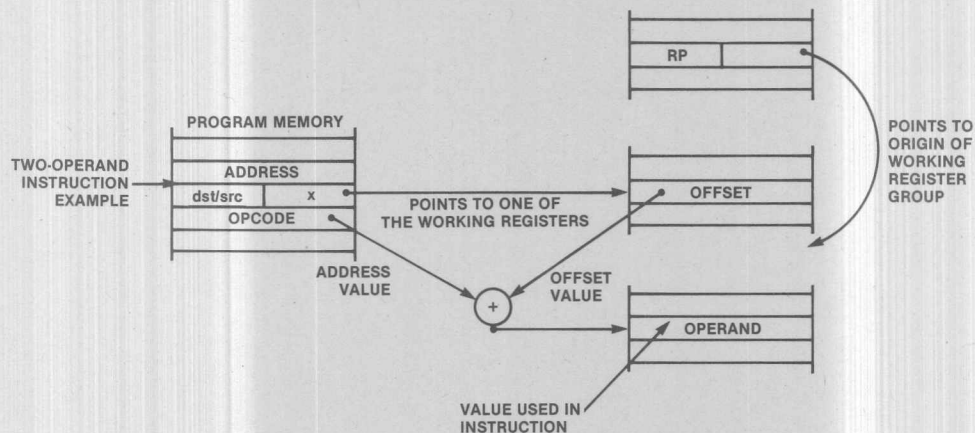 RP
PROGRAM MEMORY
POINTS TO
ORIGIN OF
WORKING
REGISTER
GROUP
TWO-OPERAND
INSTRUCTION
EXAMPLE
ADDRESS
dst/src x
OPCODE
POINTS TO ONE OF
THE WORKING REGISTERS
OFFSET
ADDRESS
VALUE
+
OFFSET
VALUE
OPERAND
VALUE USED IN
INSTRUCTION